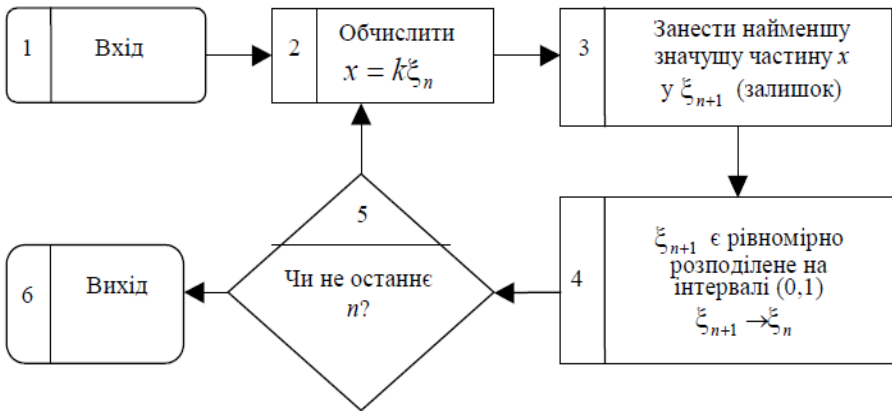 1
Вхід
2
Обчислити
x = kξₙ
3
Занести найменшу
значущу частину x
у ξₙ₊₁ (залишок)
4
ξₙ₊₁ є рівномірно
розподілене на
інтервалі (0,1)
ξₙ₊₁ →ξₙ
5
Чи не останнє
n?
6
Вихід